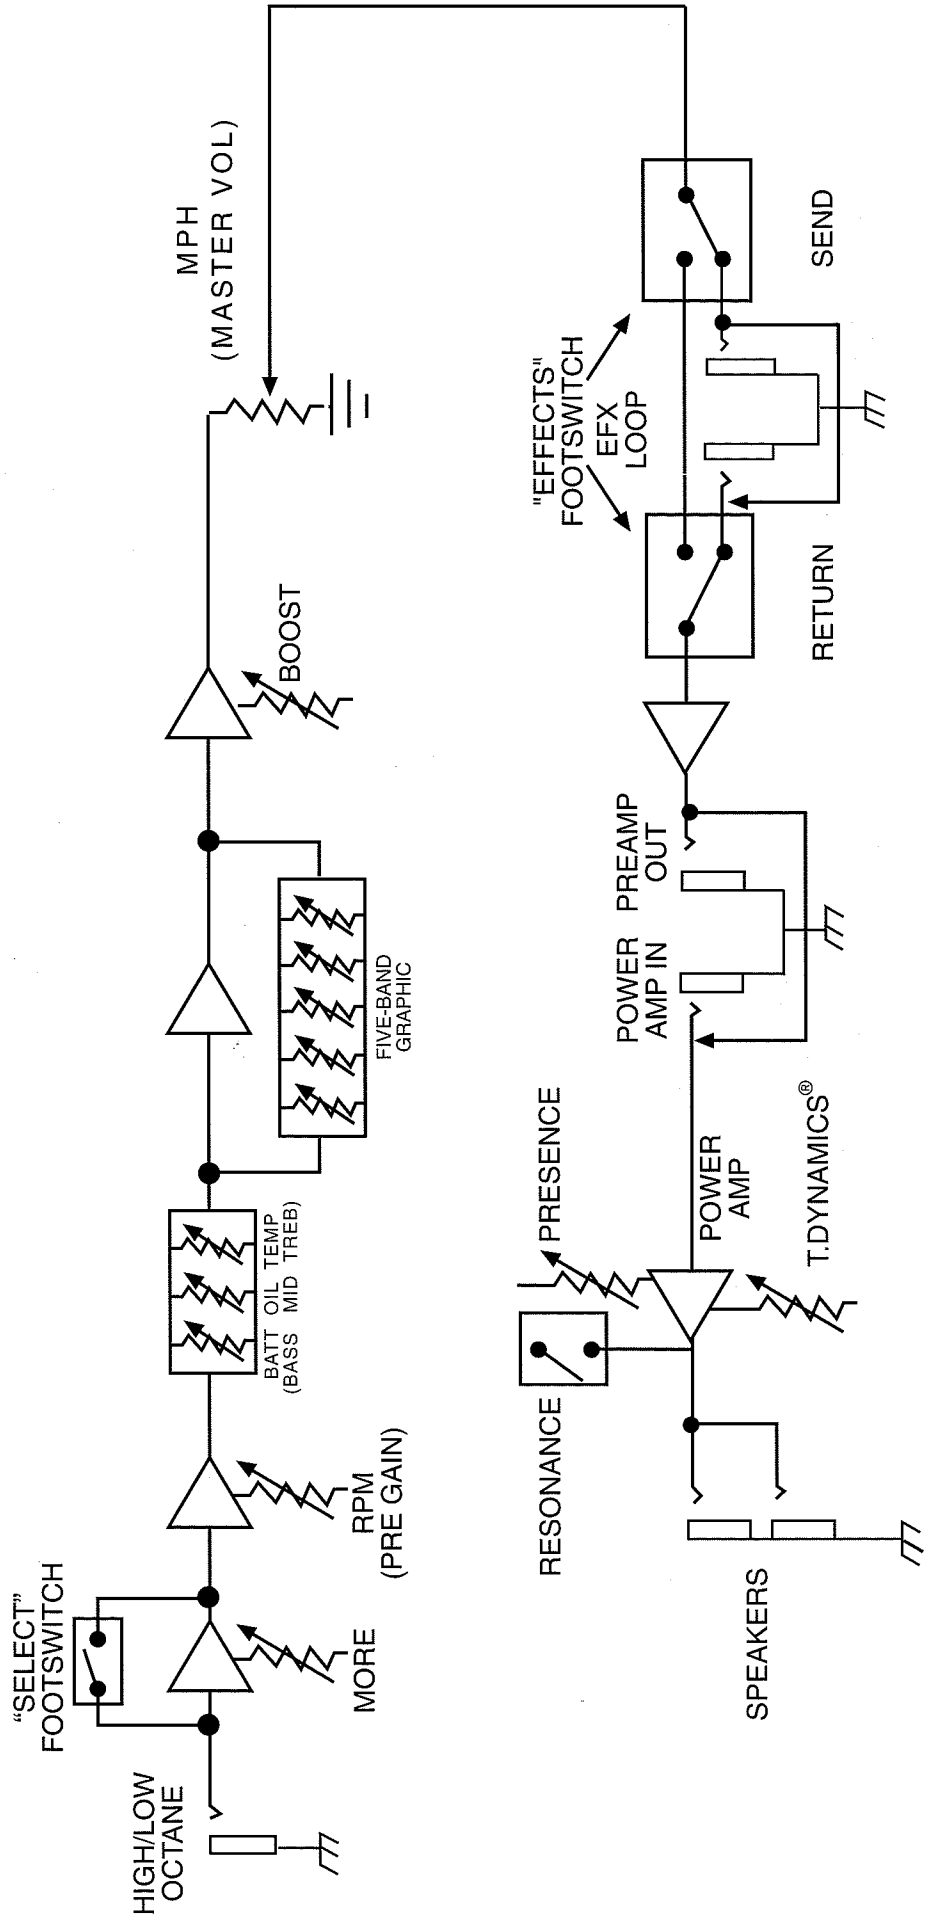 HIGH/LOW
OCTANE
"SELECT"
FOOTSWITCH
MORE
RPM
(PRE GAIN)
BATT OIL TEMP
(BASS MID TREB)
FIVE-BAND
GRAPHIC
BOOST
MPH
(MASTER VOL)
SPEAKERS
RESONANCE
PRESENCE
T.DYNAMICS®
POWER
AMP
POWER
AMP IN
PREAMP
OUT
RETURN
"EFFECTS"
FOOTSWITCH
EFX
LOOP
SEND